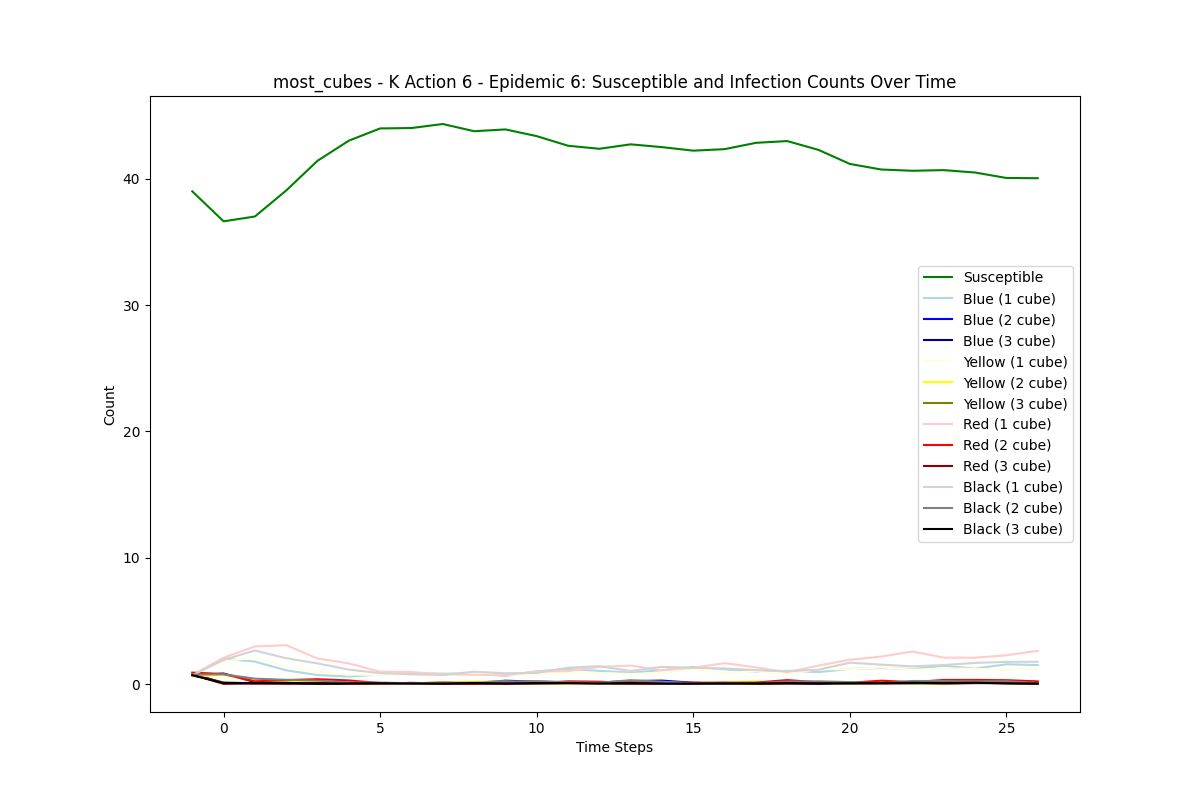 most_cubes - K Action 6 - Epidemic 6: Susceptible and Infection Counts Over Time
Count
40
30
20
10
0
Susceptible
Blue (1 cube)
Blue (2 cube)
Blue (3 cube)
Yellow (1 cube)
Yellow (2 cube)
Yellow (3 cube)
Red (1 cube)
Red (2 cube)
Red (3 cube)
Black (1 cube)
Black (2 cube)
Black (3 cube)
0 5 10 15 20 25
Time Steps